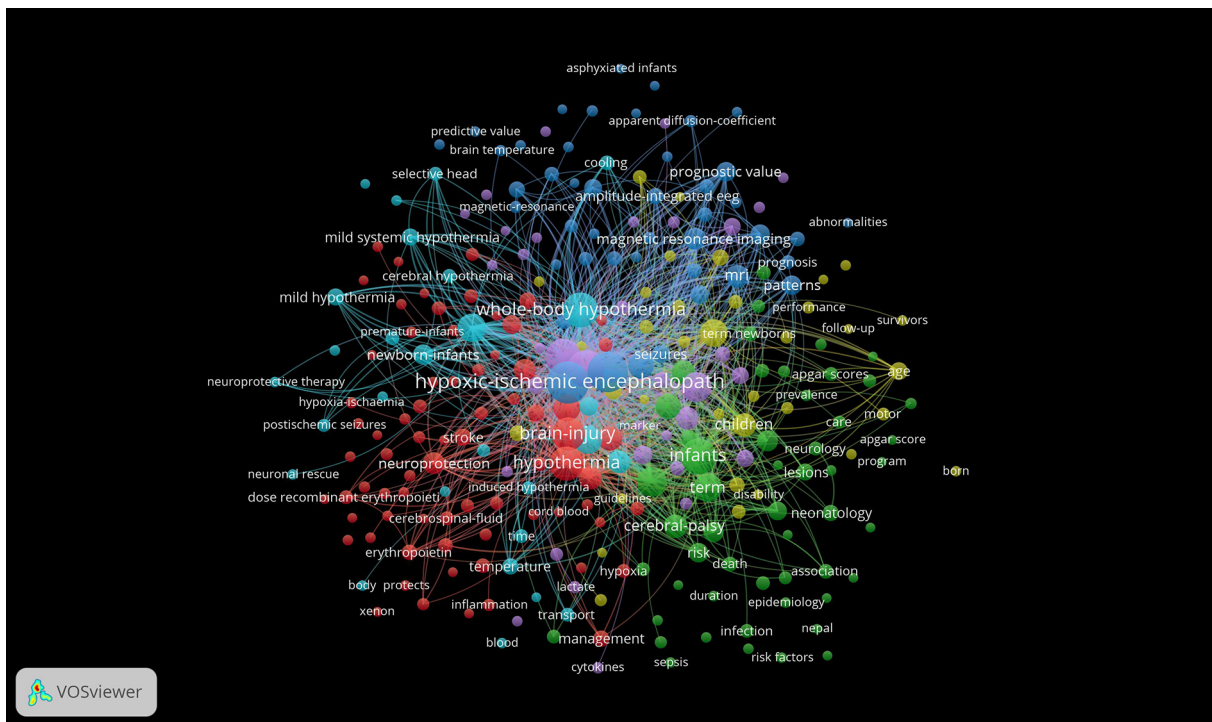 asphyxiated infants
apparent diffusion-coefficient
predictive value
brain temperature
cooling
selective head
prognostic value
amplitude-integrated eeg
magnetic-resonance
abnormalities
mild systemic hypothermia
magnetic resonance imaging
prognosis
cerebral hypothermia
mri
patterns
mild hypothermia
whole-body hypothermia
performance
survivors
premature-infants
term newborns
follow-up
newborn-infants
seizures
age
apgar scores
neuroprotective therapy
hypoxic-ischemic encephalopath
prevalence
hypoxia-ischaemia
motor
postischemic seizures
marker
children
care
stroke
brain-injury
apgar score
neurology
infants
neuroprotection
hypothermia
program
neuronal rescue
lesions
born
induced hypothermia
term
dose recombinant erythropoieti
guidelines
disability
cord blood
neonatology
cerebrospinal-fluid
cerebral-palsy
time
erythropoietin
risk
death
temperature
hypoxia
association
body
protects
lactate
duration
xenon
inflammation
epidemiology
transport
blood
management
infection
nepal
cytokines
sepsis
risk factors
VOSviewer